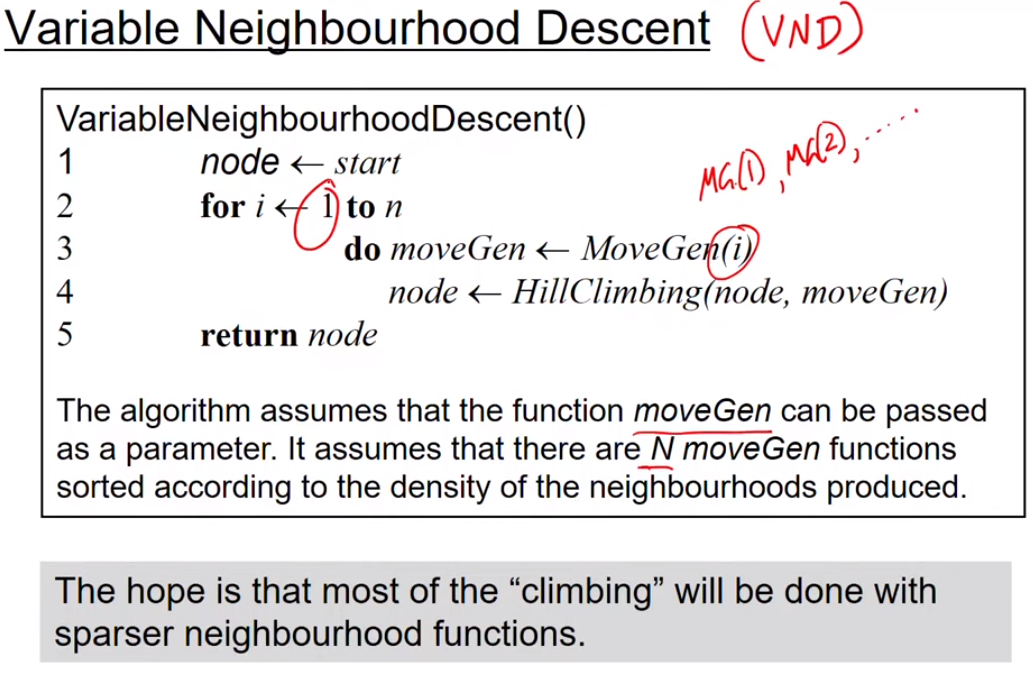 Variable Neighbourhood Descent (VND)
VariableNeighbourhoodDescent()
1 node ← start
2 for i ← 1 to n
3 do moveGen ← MoveGen(i)
MG(1), MG(2), .....
4 node ← HillClimbing(node, moveGen)
5 return node
The algorithm assumes that the function moveGen can be passed
as a parameter. It assumes that there are N moveGen functions
sorted according to the density of the neighbourhoods produced.
The hope is that most of the “climbing” will be done with
sparser neighbourhood functions.